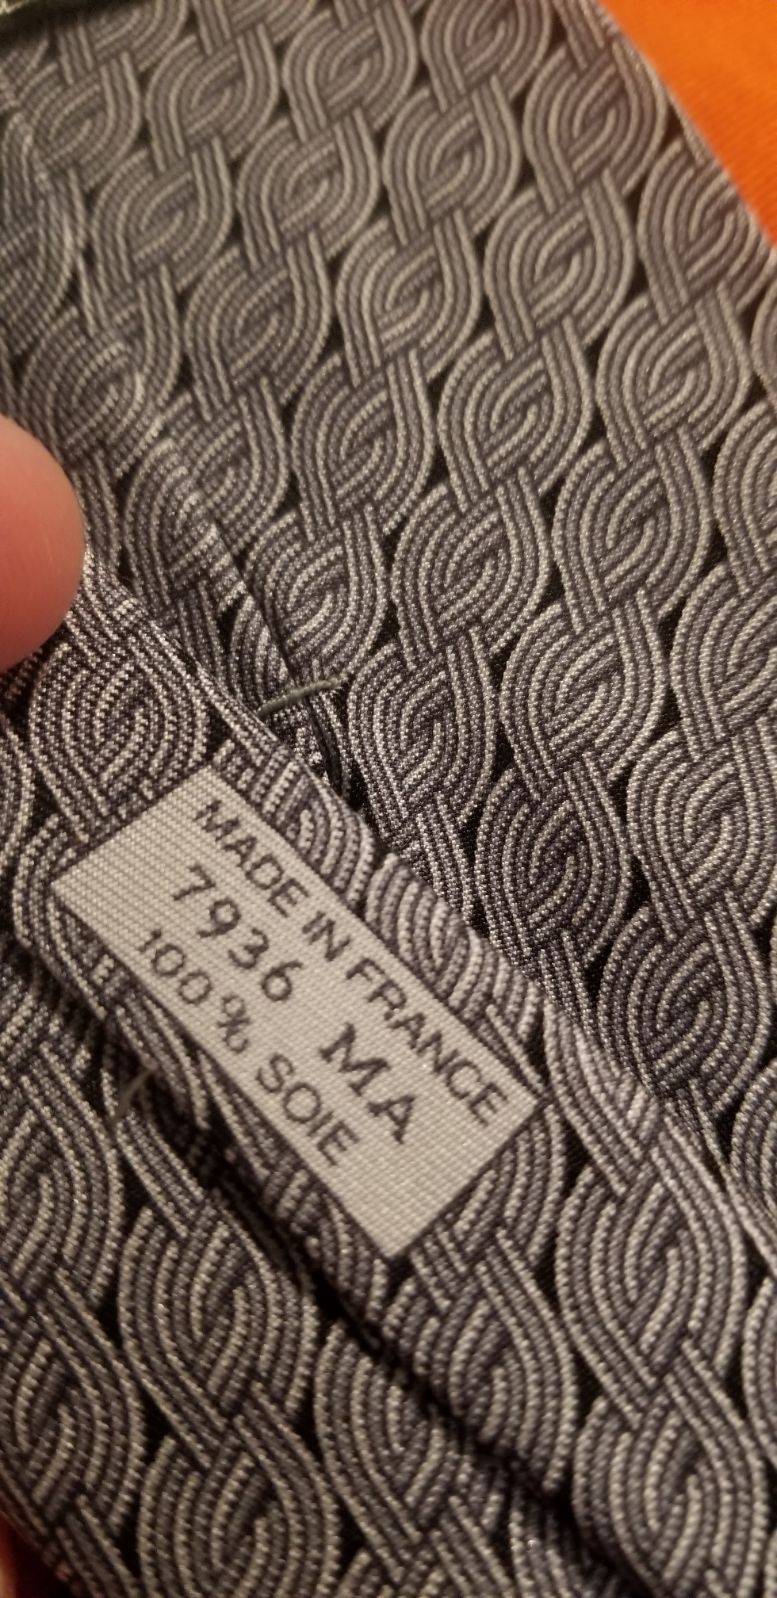 MADE IN FRANCE
7936 MA
100% SOIE